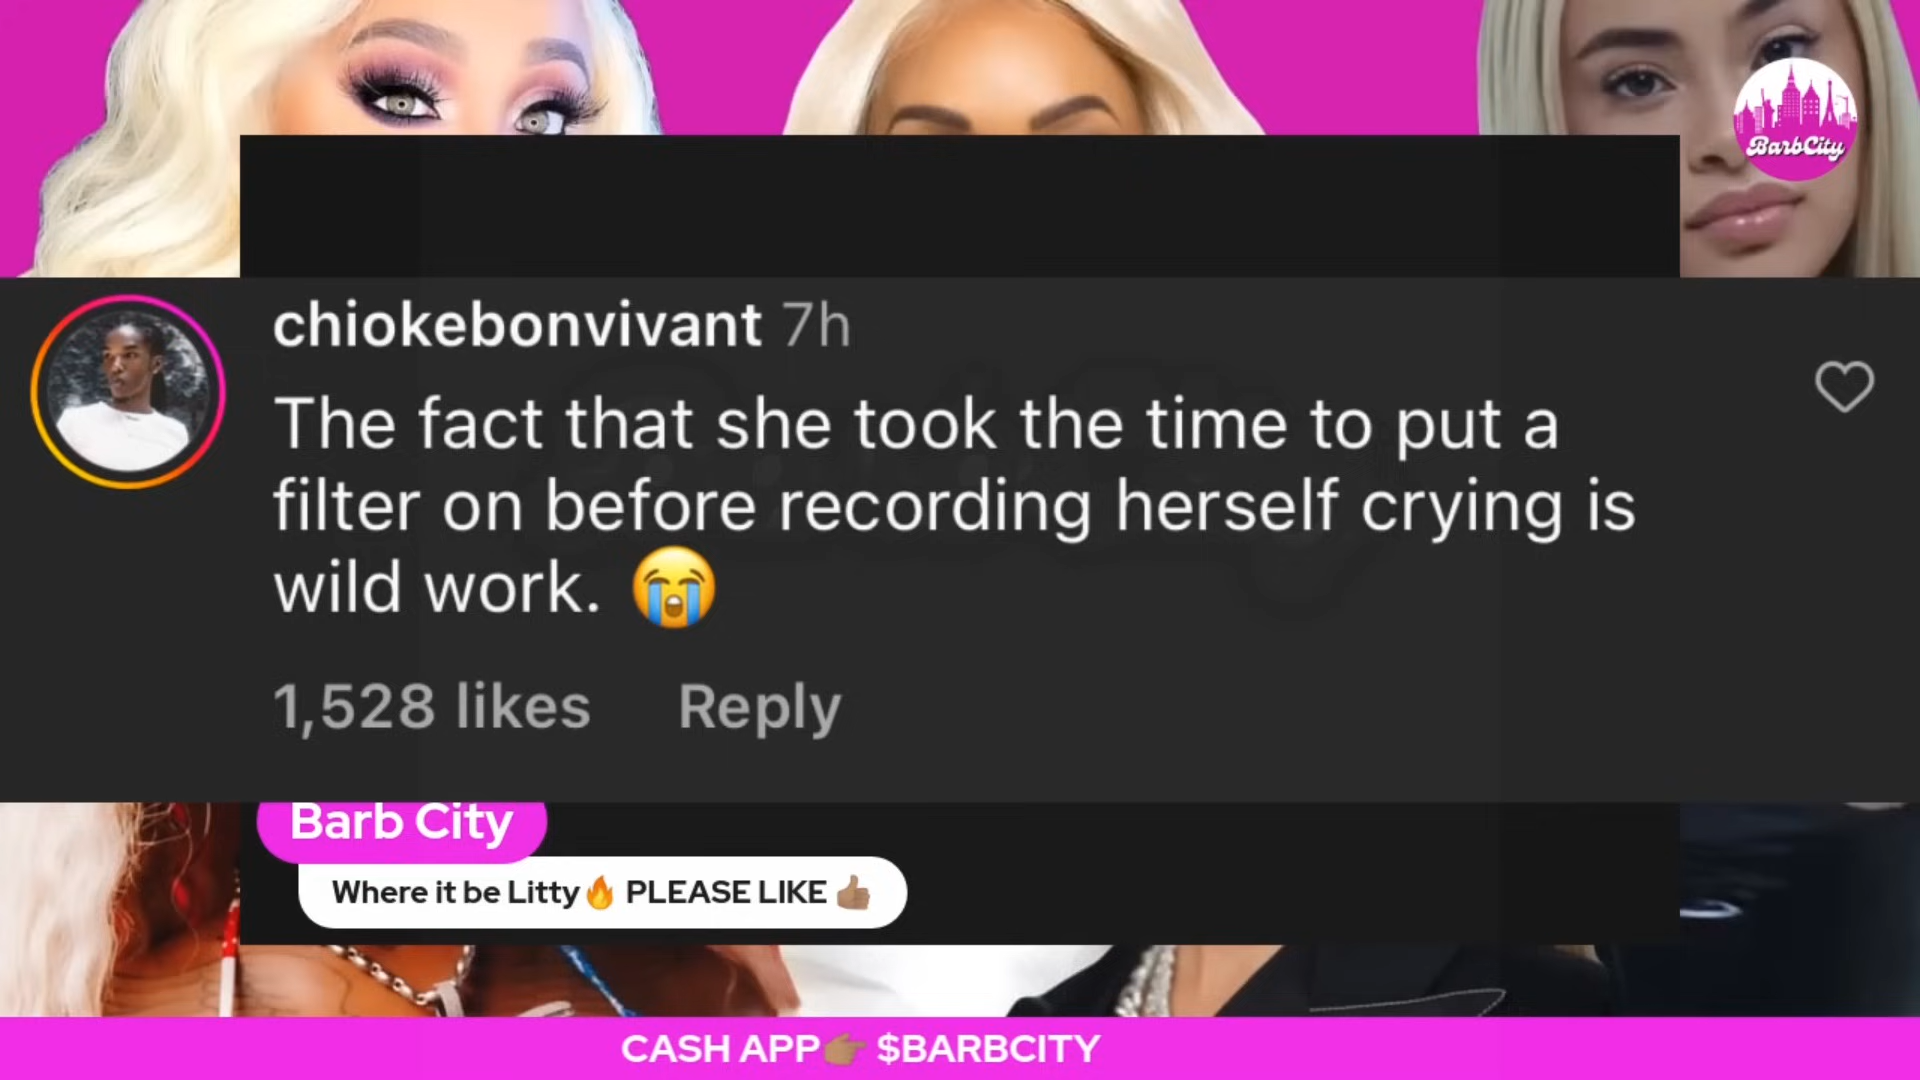 BarbCity
chiokebonvivant 7h
The fact that she took the time to put a
filter on before recording herself crying is
wild work. 😭
1,528 likes Reply
Barb City
Where it be Litty🔥 PLEASE LIKE 👍🏽
CASH APP👉🏽 $BARBCITY